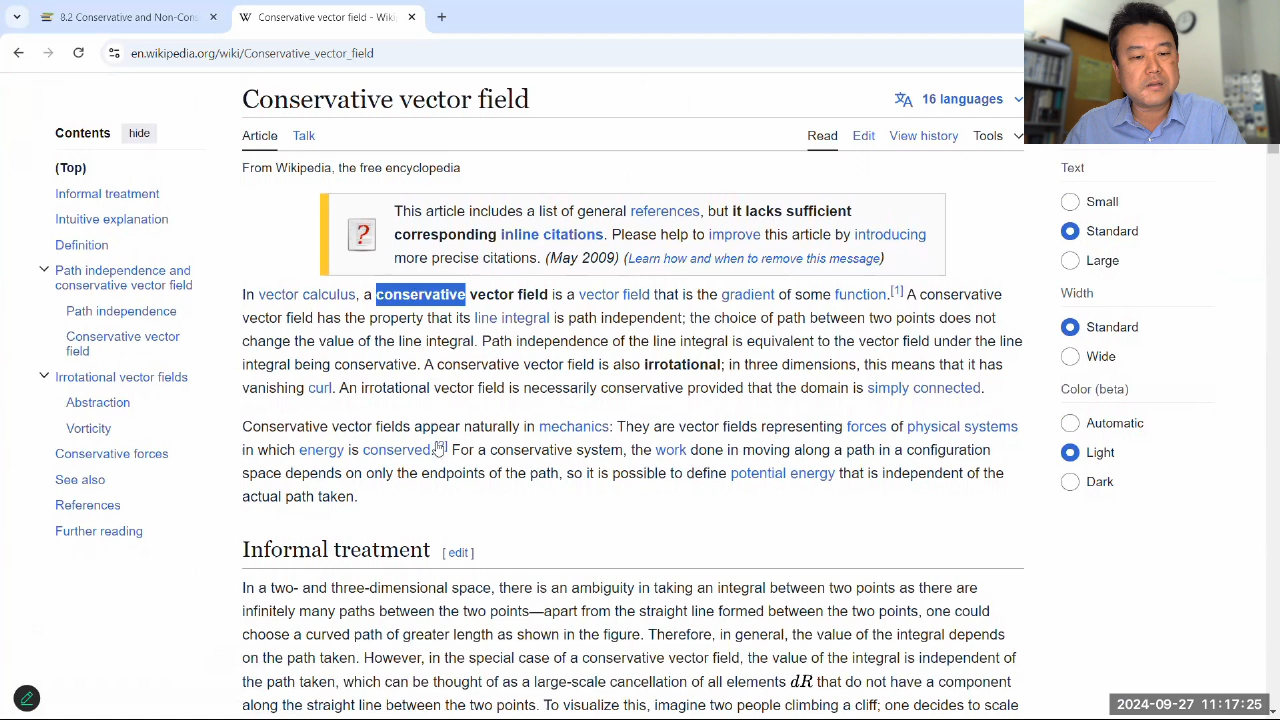 8.2 Conservative and Non-Con
Conservative vector field - Wiki
en.wikipedia.org/wiki/Conservative_vector_field
Conservative vector field
16 languages
Contents
hide
Article
Talk
Read
Edit
View history
Tools
(Top)
Informal treatment
Intuitive explanation
Definition
Path independence and
conservative vector field
Path independence
Conservative vector
field
Irrotational vector fields
Abstraction
Vorticity
Conservative forces
See also
References
Further reading
From Wikipedia, the free encyclopedia
This article includes a list of general references, but it lacks sufficient
corresponding inline citations. Please help to improve this article by introducing
more precise citations. (May 2009) (Learn how and when to remove this message)
In vector calculus, a conservative vector field is a vector field that is the gradient of some function.[1] A conservative
vector field has the property that its line integral is path independent; the choice of path between two points does not
change the value of the line integral. Path independence of the line integral is equivalent to the vector field under the line
integral being conservative. A conservative vector field is also irrotational; in three dimensions, this means that it has
vanishing curl. An irrotational vector field is necessarily conservative provided that the domain is simply connected.
Conservative vector fields appear naturally in mechanics: They are vector fields representing forces of physical systems
in which energy is conserved. For a conservative system, the work done in moving along a path in a configuration
space depends on only the endpoints of the path, so it is possible to define potential energy that is independent of the
actual path taken.
Informal treatment [ edit ]
In a two- and three-dimensional space, there is an ambiguity in taking an integral between two points as there are
infinitely many paths between the two points—apart from the straight line formed between the two points, one could
choose a curved path of greater length as shown in the figure. Therefore, in general, the value of the integral depends
on the path taken. However, in the special case of a conservative vector field, the value of the integral is independent of
the path taken, which can be thought of as a large-scale cancellation of all elements dR that do not have a component
along the straight line between the two points. To visualize this, imagine two people climbing a cliff; one decides to scale
Text
Small
Standard
Large
Width
Standard
Wide
Color (beta)
Automatic
Light
Dark
2024-09-27 11:17:25